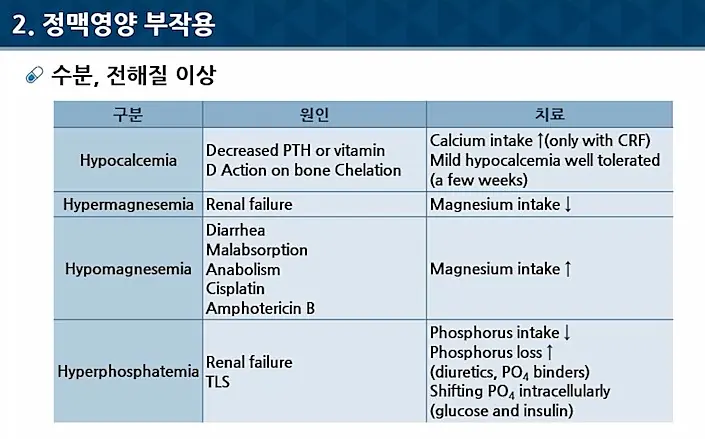 2. 정맥영양 부작용
수분, 전해질 이상
구분 원인 치료
Hypocalcemia
Decreased PTH or vitamin
D Action on bone Chelation
Calcium intake ↑(only with CRF)
Mild hypocalcemia well tolerated
(a few weeks)
Hypermagnesemia
Renal failure
Magnesium intake ↓
Hypomagnesemia
Diarrhea
Malabsorption
Anabolism
Cisplatin
Amphotericin B
Magnesium intake ↑
Hyperphosphatemia
Renal failure
TLS
Phosphorus intake ↓
Phosphorus loss ↑
(diuretics, PO₄ binders)
Shifting PO₄ intracellularly
(glucose and insulin)